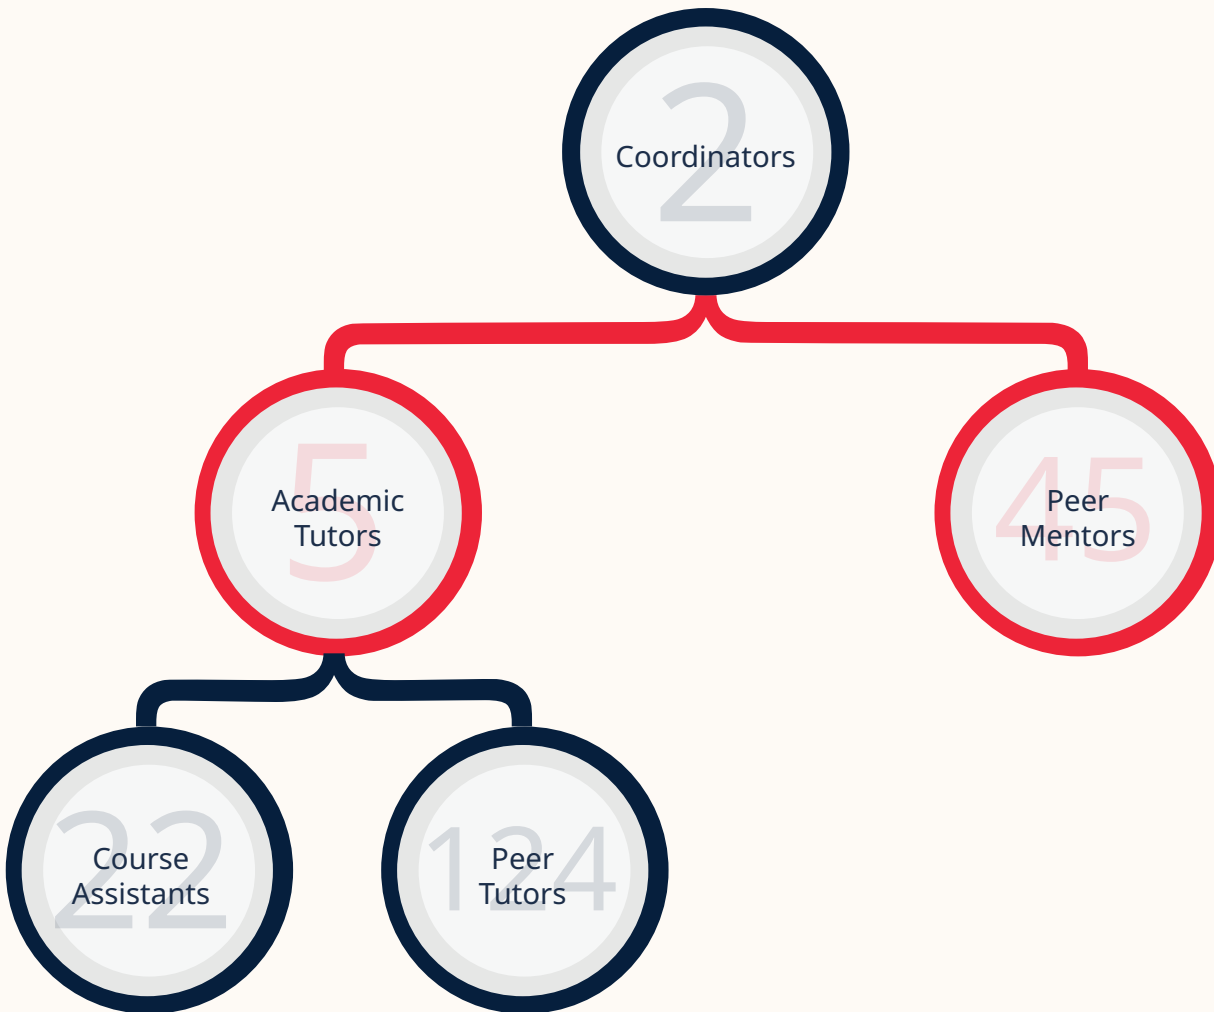 2
Coordinators
5
Academic
Tutors
45
Peer
Mentors
22
Course
Assistants
124
Peer
Tutors